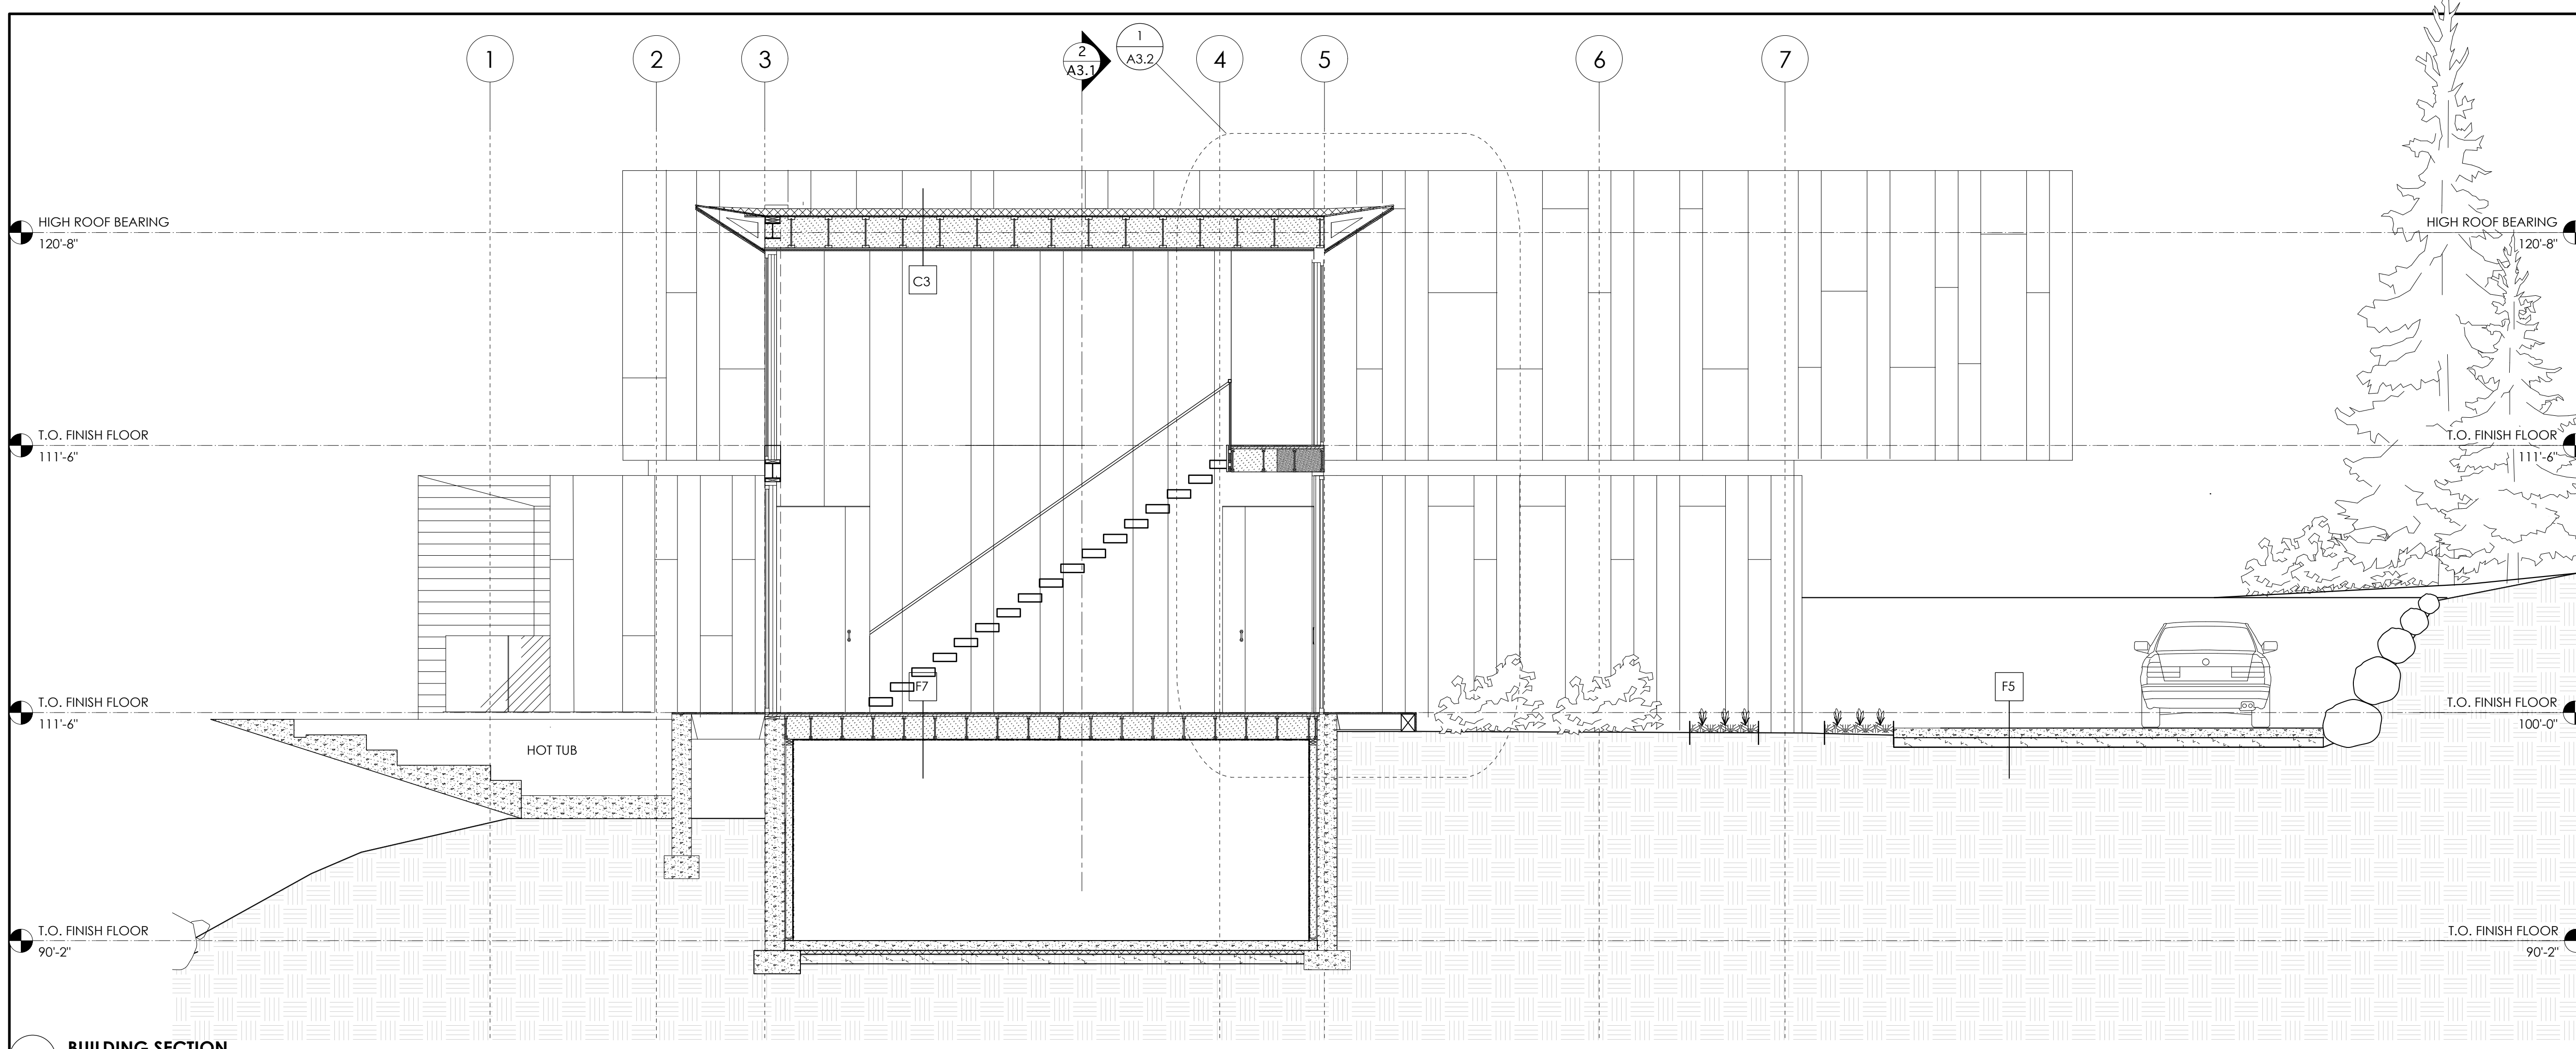 1
2
3
2
A3.1
1
A3.2
4
5
6
7
HIGH ROOF BEARING
120'-8"
HIGH ROOF BEARING
120'-8"
C3
T.O. FINISH FLOOR
111'-6"
T.O. FINISH FLOOR
111'-6"
F7
F5
T.O. FINISH FLOOR
111'-6"
T.O. FINISH FLOOR
100'-0"
HOT TUB
T.O. FINISH FLOOR
90'-2"
T.O. FINISH FLOOR
90'-2"
BUILDING SECTION